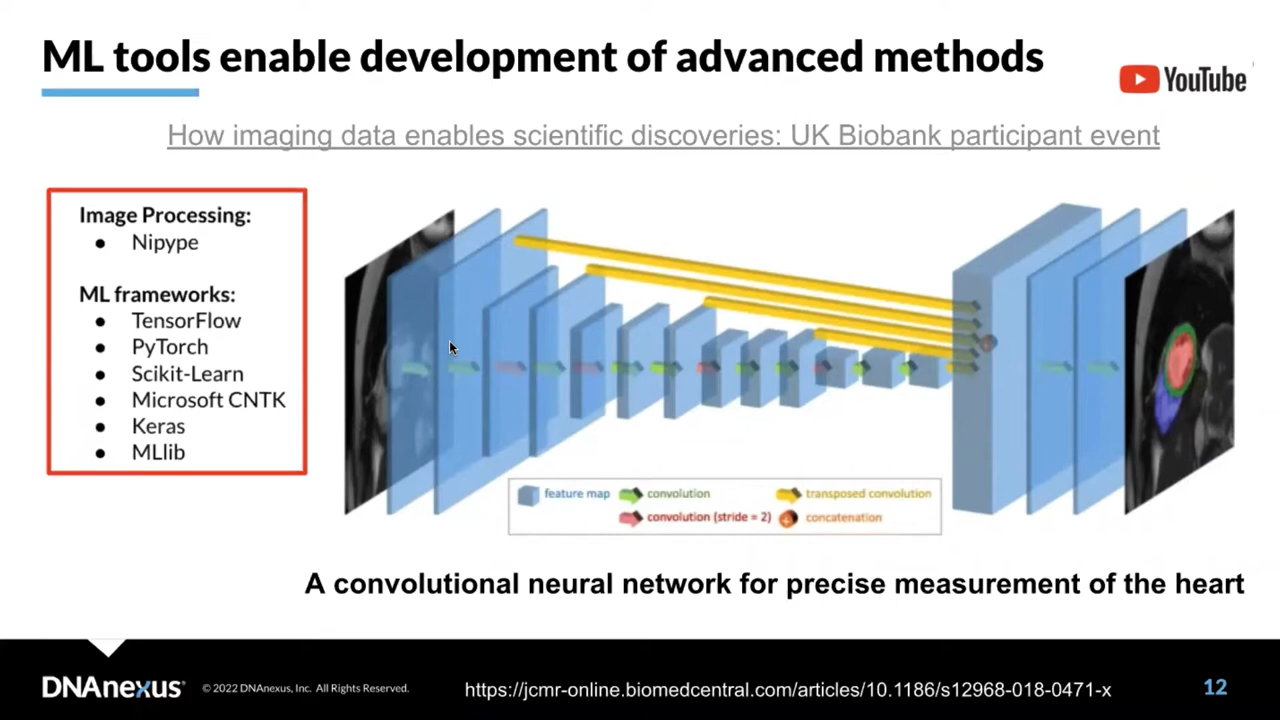 ML tools enable development of advanced methods
YouTube
How imaging data enables scientific discoveries: UK Biobank participant event
Image Processing:
● Nipype
ML frameworks:
● TensorFlow
● PyTorch
● Scikit-Learn
● Microsoft CNTK
● Keras
● MLlib
feature map convolution transposed convolution
convolution (stride = 2) concatenation
A convolutional neural network for precise measurement of the heart
DNAnexus® © 2022 DNAnexus, Inc. All Rights Reserved. https://jcmr-online.biomedcentral.com/articles/10.1186/s12968-018-0471-x 12